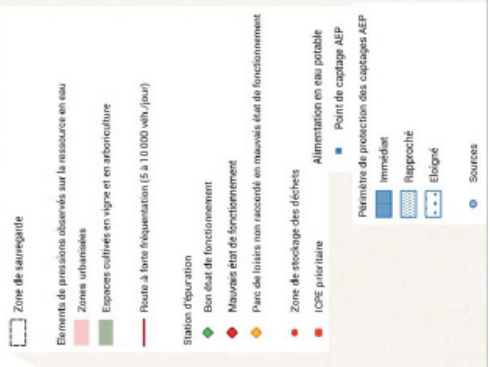 Zone de sauvegarde
Elements de pressions observés sur la ressource en eau
Zones urbanisées
Espaces cultivés en vigne et en arboriculture
Route à forte fréquentation (5 à 10 000 véh./jour)
Station d'épuration
Bon ésat de fonctionnement
Mauvais état de fonctionnement
Parc de loisirs non raccordé en mauvais état de fonctionnement
Zone de stockage des déchets
ICPE prioritaire
Alimentation en eau potable
Point de captage AEP
Périmètre de protection des captages AEP
Immédiat
Rapproché
Eloigné
Sources